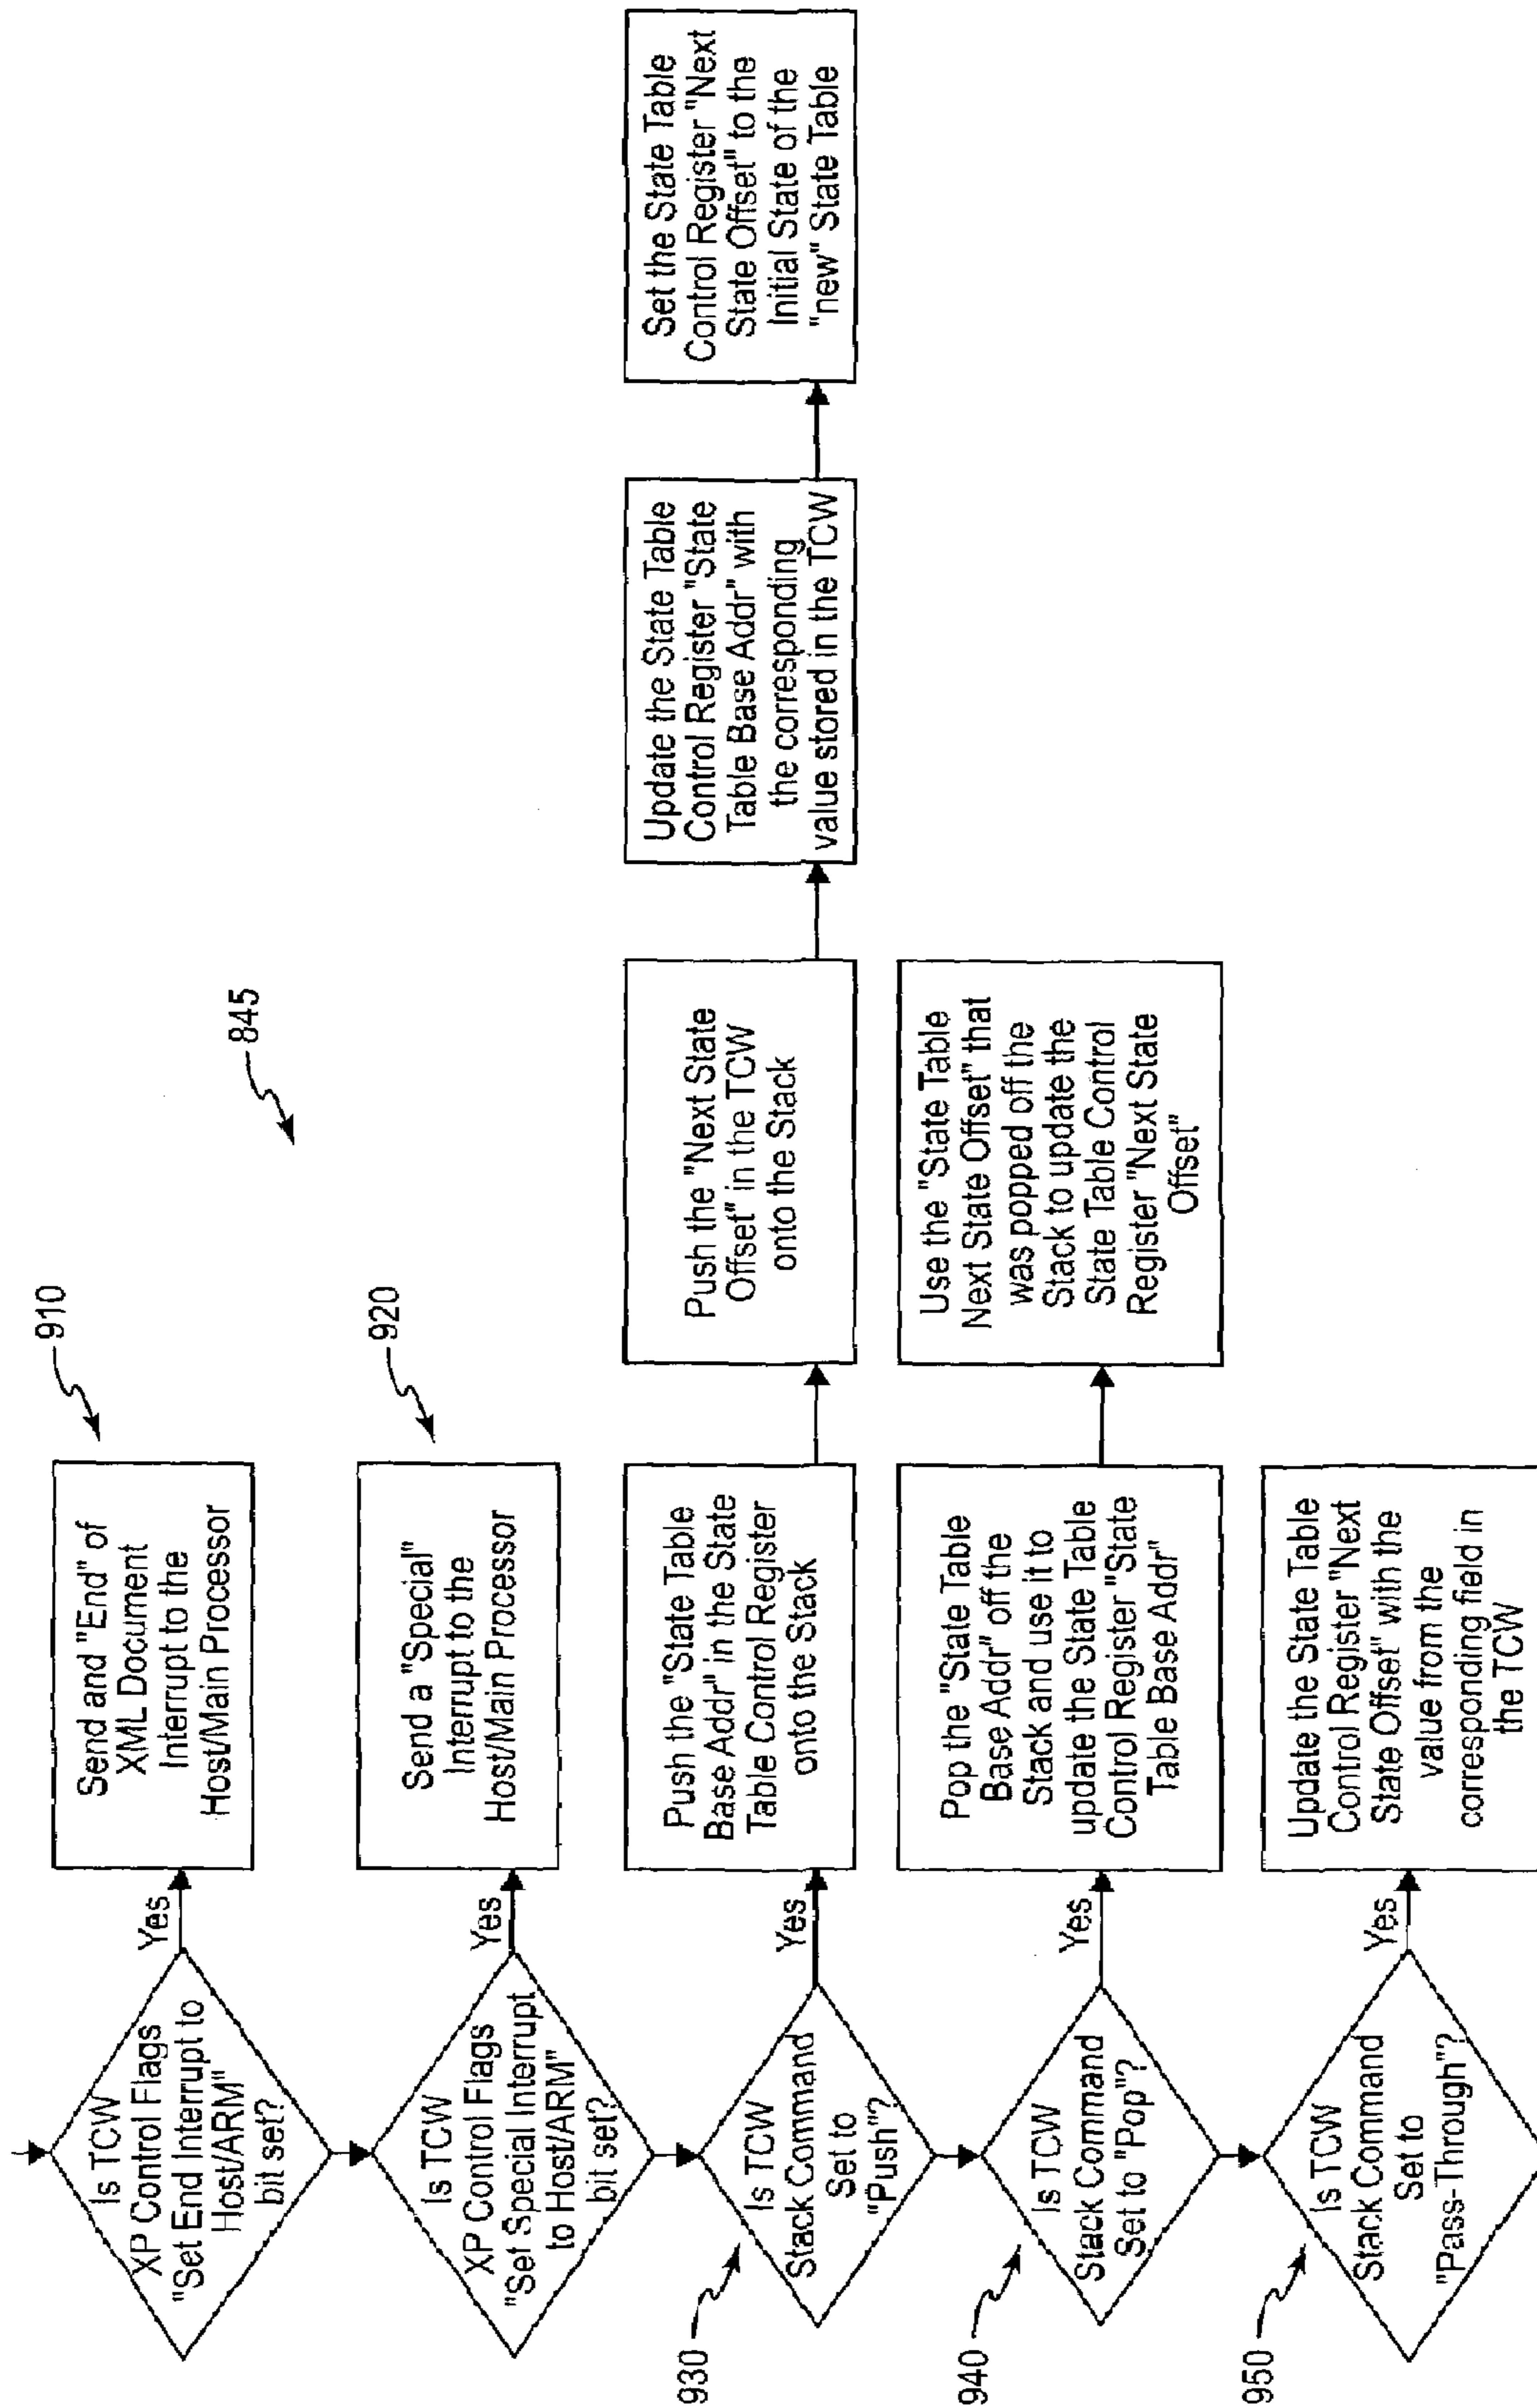 845
Is TCW
XP Control Flags
"Set End Interrupt to
Host/ARM"
bit set?
Yes
Send and "End" of
XML Document
Interrupt to the
Host/Main Processor
910
Is TCW
XP Control Flags
"Set Special Interrupt
to Host/ARM"
bit set?
Yes
Send a "Special"
Interrupt to the
Host/Main Processor
920
930
Is TCW
Stack Command
Set to
"Push"?
Yes
Push the "State Table
Base Addr" in the State
Table Control Register
onto the Stack
Push the "Next State
Offset" in the TCW
onto the Stack
Update the State Table
Control Register "State
Table Base Addr" with
the corresponding
value stored in the TCW
Set the State Table
Control Register "Next
State Offset" to the
Initial State of the
"new" State Table
940
Is TCW
Stack Command
Set to "Pop"?
Yes
Pop the "State Table
Base Addr" off the
Stack and use it to
update the State Table
Control Register "State
Table Base Addr"
Use the "State Table
Next State Offset" that
was popped off the
Stack to update the
State Table Control
Register "Next State
Offset"
950
Is TCW
Stack Command
Set to
"Pass-Through"?
Yes
Update the State Table
Control Register "Next
State Offset" with the
value from the
corresponding field in
the TCW